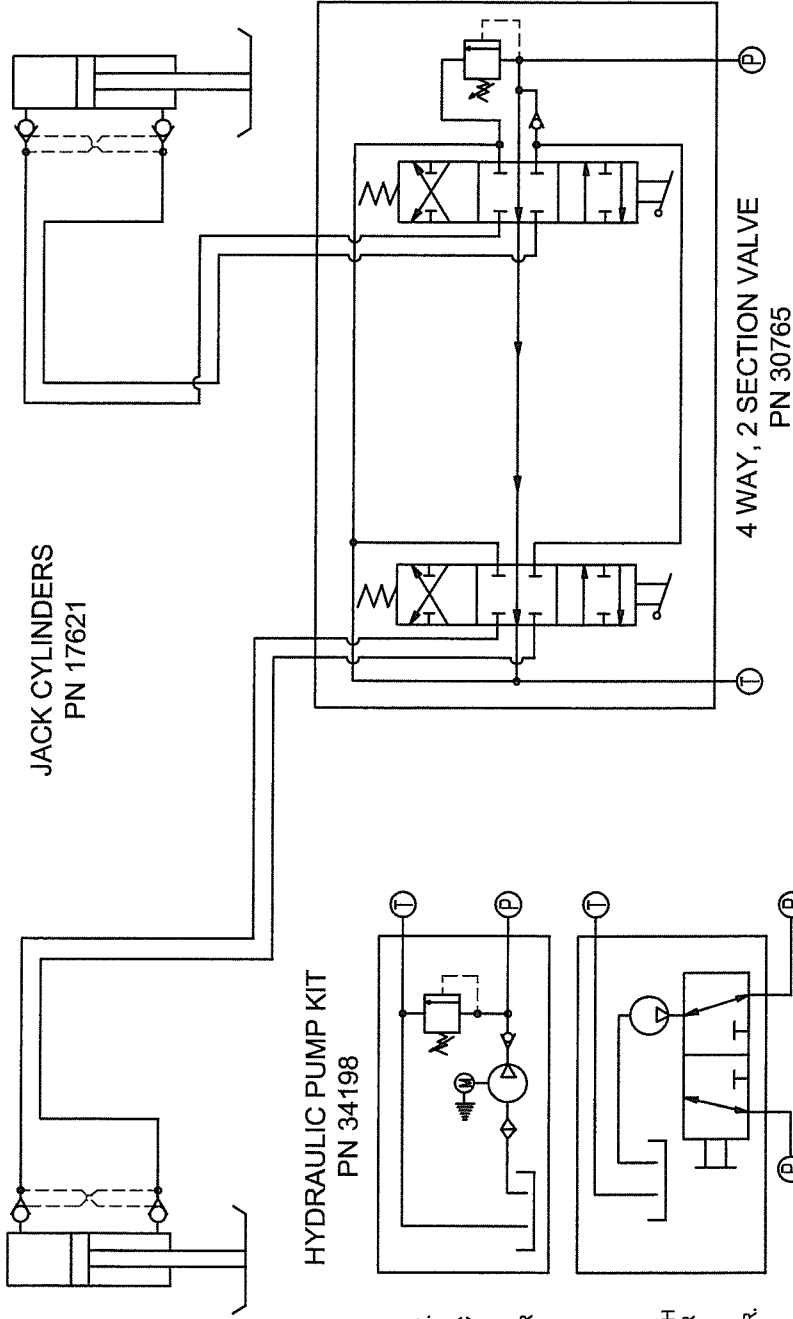 JACK CYLINDERS
PN 17621
P
4 WAY, 2 SECTION VALVE
PN 30765
T
HYDRAULIC PUMP KIT
PN 34198
T
P
M
T
P
P
R
H
R
R.